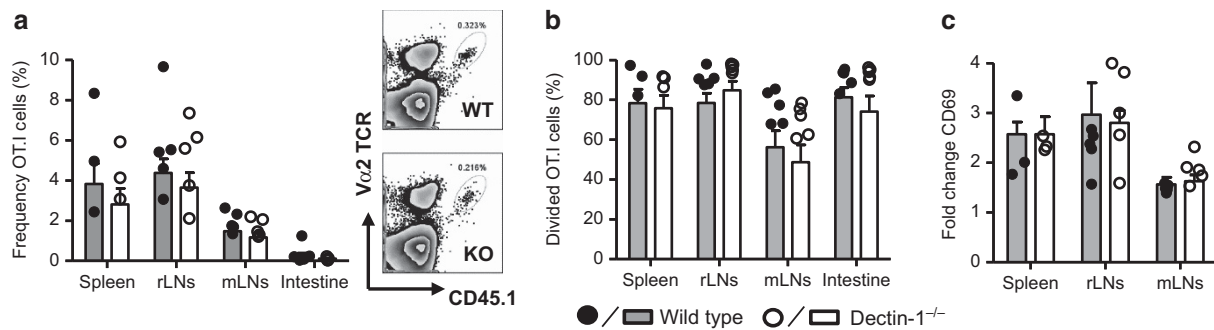 a
Frequency OT.I cells (%)
10
8
6
4
2
0
Spleen rLNs mLNs Intestine
Vα2 TCR
0.323%
WT
0.216%
KO
CD45.1
b
Divided OT.I cells (%)
100
80
60
40
20
0
Spleen rLNs mLNs Intestine
c
Fold change CD69
4
3
2
1
0
Spleen rLNs mLNs
/ Wild type / Dectin-1⁻/⁻